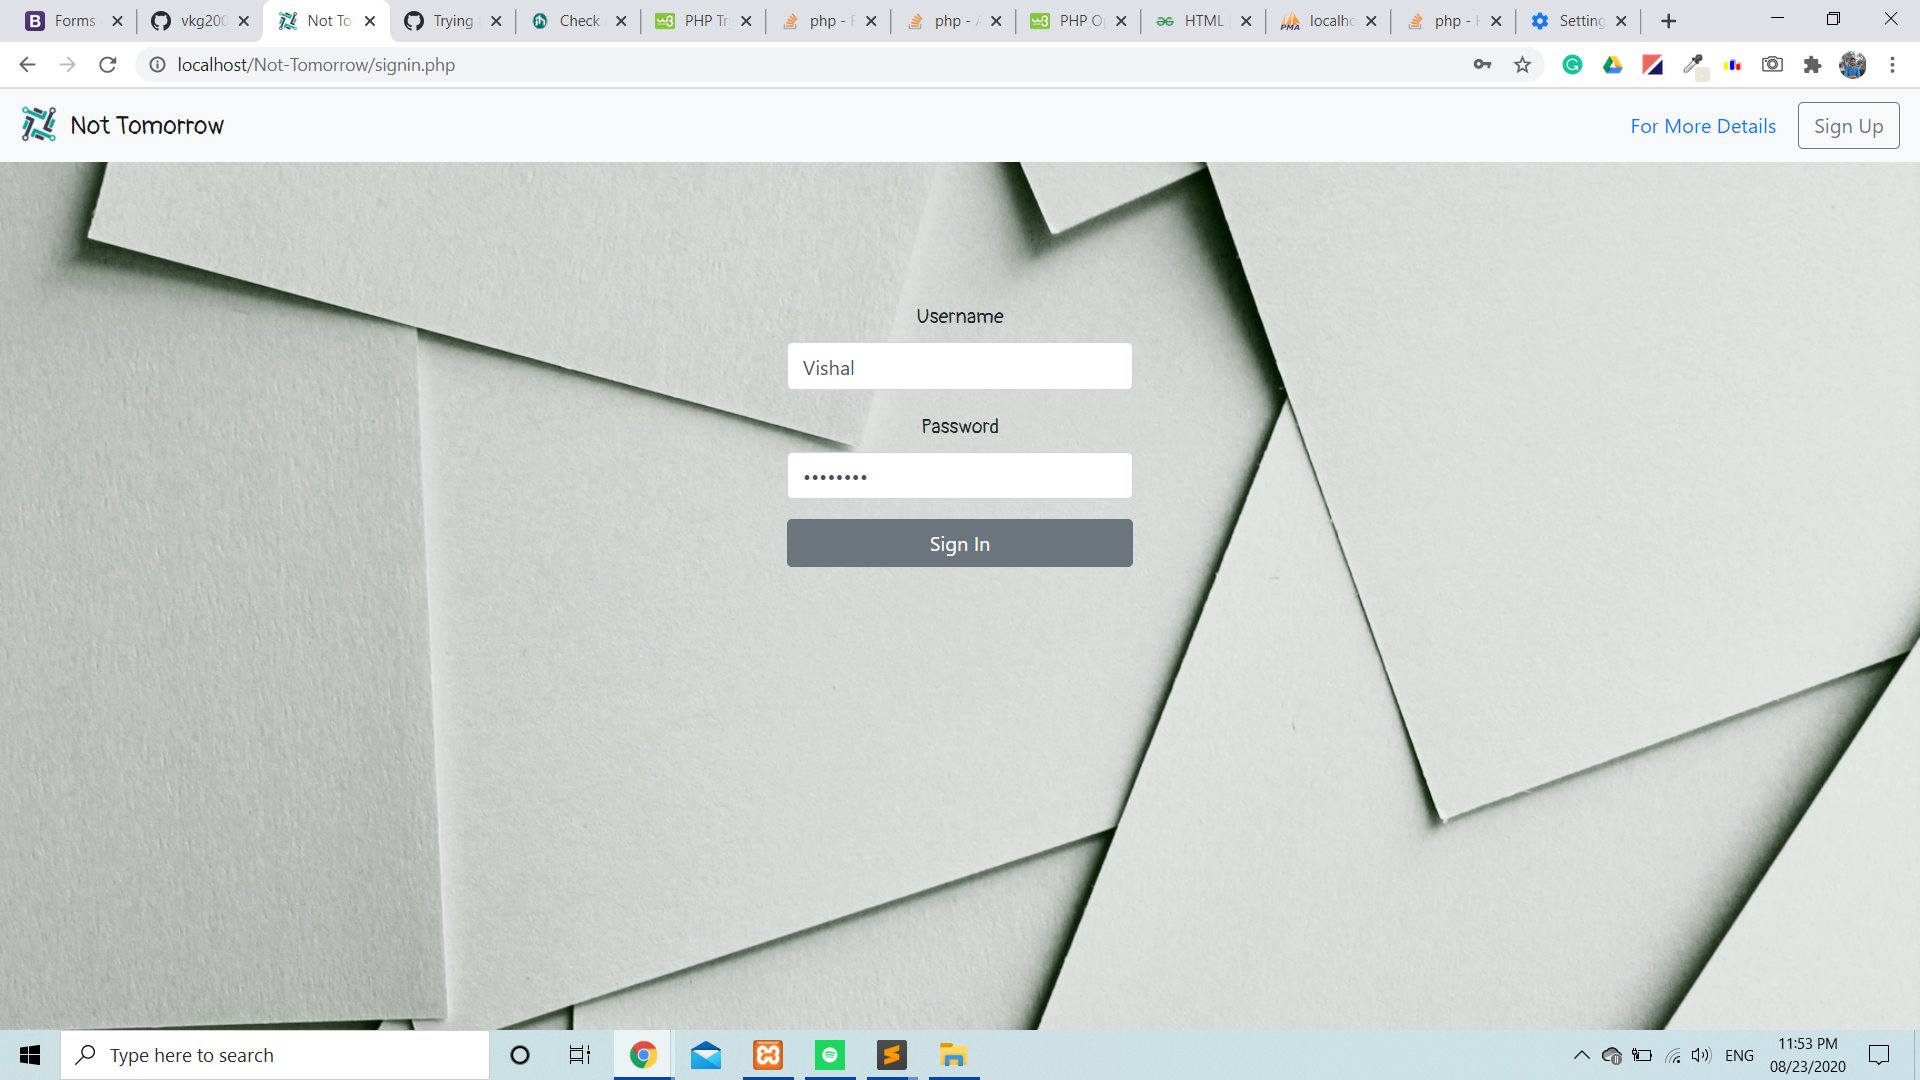 Forms
vkg200
Not To
Trying
Check
PHP Tr
php - F
php - A
PHP O
HTML
localho
php - H
Setting
localhost/Not-Tomorrow/signin.php
Not Tomorrow
For More Details
Sign Up
Username
Vishal
Password
••••••••
Sign In
Type here to search
ENG
11:53 PM
08/23/2020